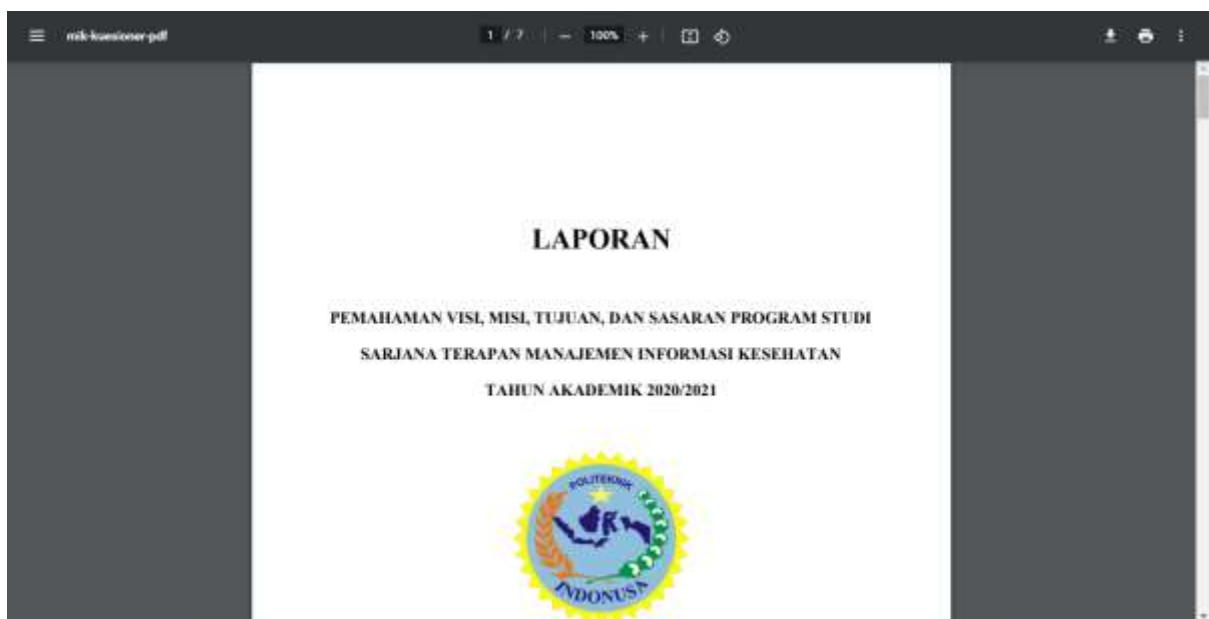 mik-kuesioner-pdf
1 / 7
100%
LAPORAN
PEMAHAMAN VISI, MISI, TUJUAN, DAN SASARAN PROGRAM STUDI
SARJANA TERAPAN MANAJEMEN INFORMASI KESEHATAN
TAHUN AKADEMIK 2020/2021
POLITEKNIK
INDONUSA